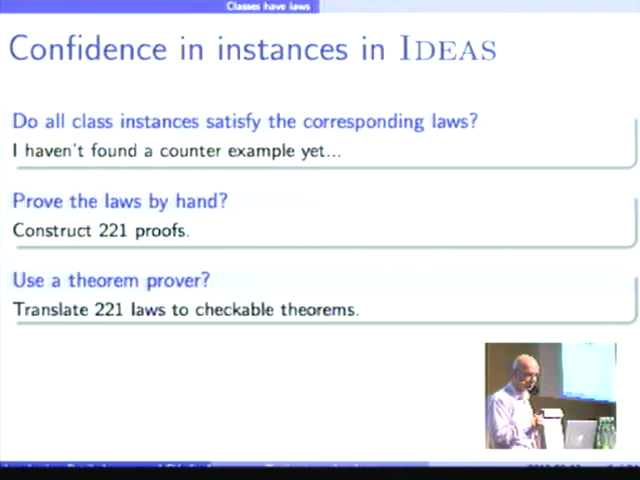 Classes have laws
Confidence in instances in IDEAS
Do all class instances satisfy the corresponding laws?
I haven't found a counter example yet...
Prove the laws by hand?
Construct 221 proofs.
Use a theorem prover?
Translate 221 laws to checkable theorems.